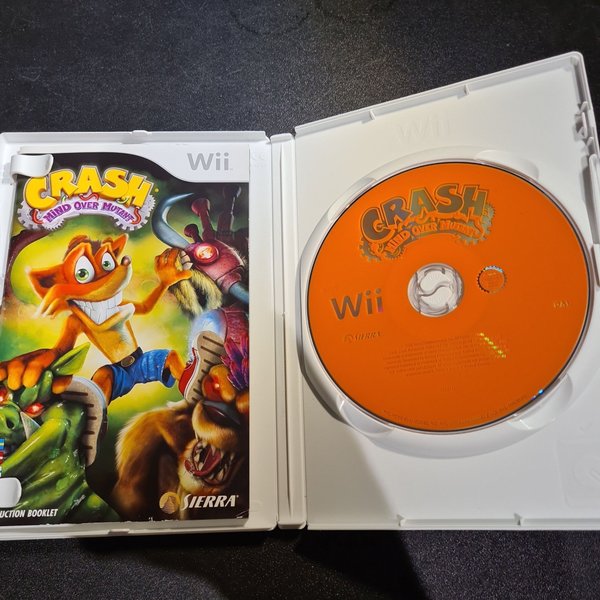 Wii
CRASH
MIND OVER MUTANT
SIERRA
UCTION BOOKLET
Wii
CRASH
MIND OVER MUTANT
Wii
SIERRA